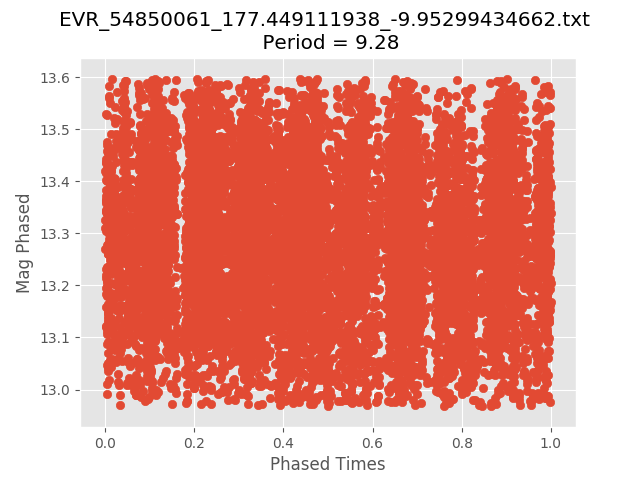 EVR_54850061_177.449111938_-9.95299434662.txt
Period = 9.28
13.6
13.5
13.4
13.3
13.2
13.1
13.0
Mag Phased
0.0 0.2 0.4 0.6 0.8 1.0
Phased Times